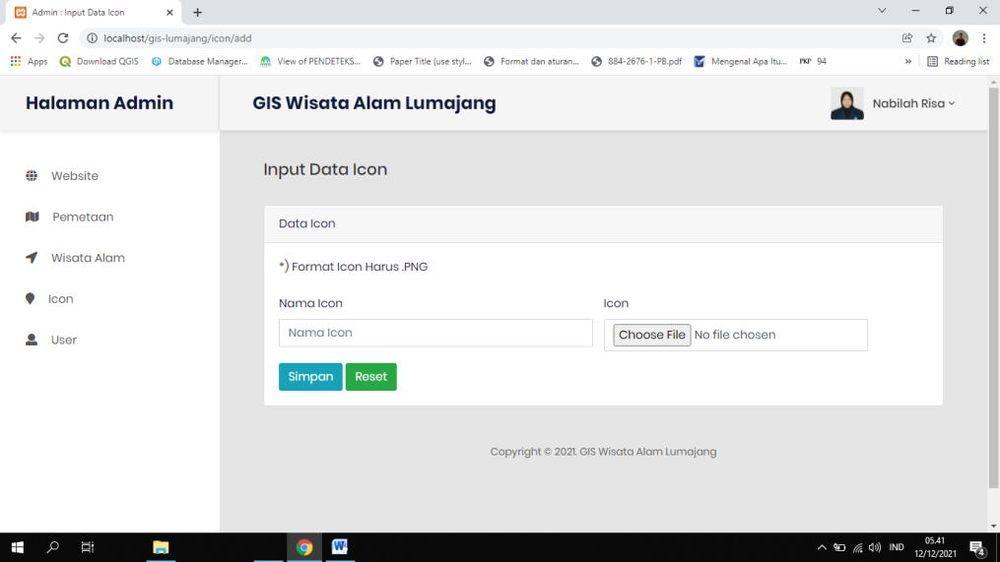 Admin : Input Data Icon
localhost/gis-lumajang/icon/add
Apps Download QGIS Database Manager... View of PENDETEKS... Paper Title (use styl... Format dan aturan... 884-2676-1-PB.pdf Mengenal Apa Itu... PKP 94 » Reading list
Halaman Admin GIS Wisata Alam Lumajang Nabilah Risa
Input Data Icon
Website
Pemetaan
Wisata Alam
Icon
User
Data Icon
*) Format Icon Harus .PNG
Nama Icon Icon
Nama Icon Choose File No file chosen
Simpan Reset
Copyright © 2021. GIS Wisata Alam Lumajang
IND 05.41
12/12/2021 4